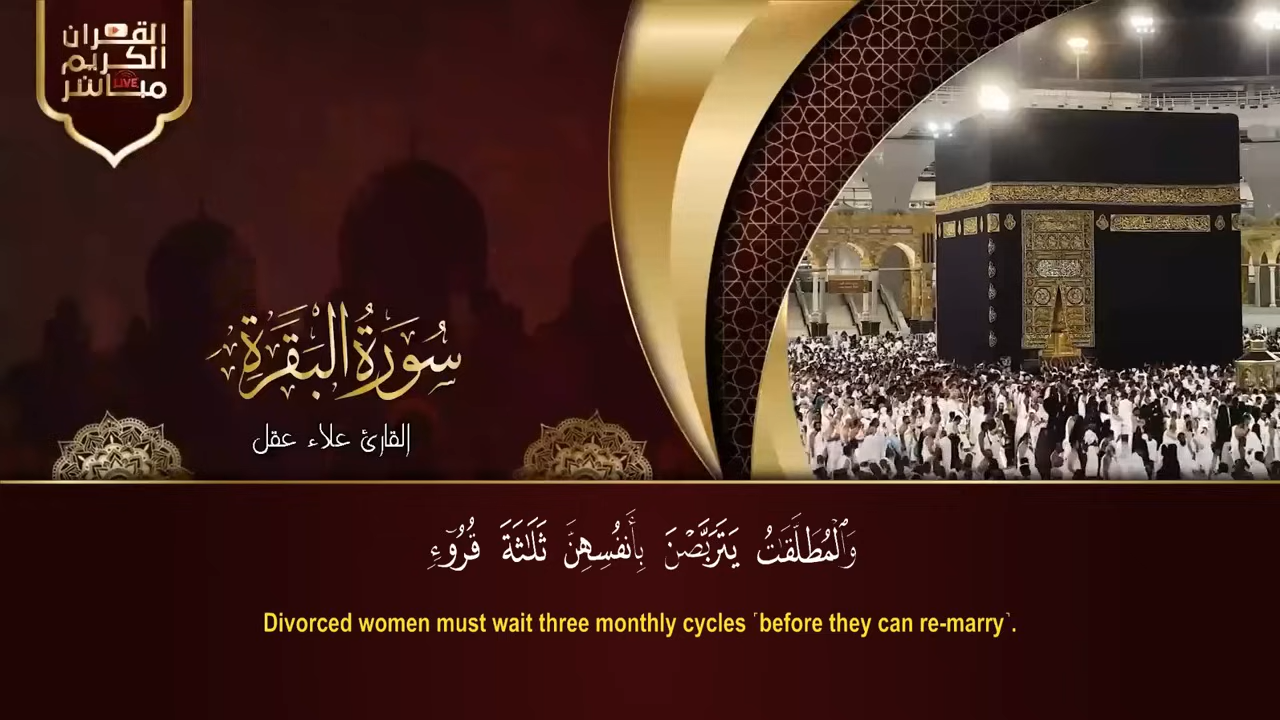 القرآن
الكريم
مباشر
LIVE
سُورَةُ البَقَرَةِ
القارئ علاء عقل
وَٱلْمُطَلَّقَٰتُ يَتَرَبَّصْنَ بِأَنفُسِهِنَّ ثَلَٰثَةَ قُرُوٓءٍ
Divorced women must wait three monthly cycles ˹before they can re-marry˺.